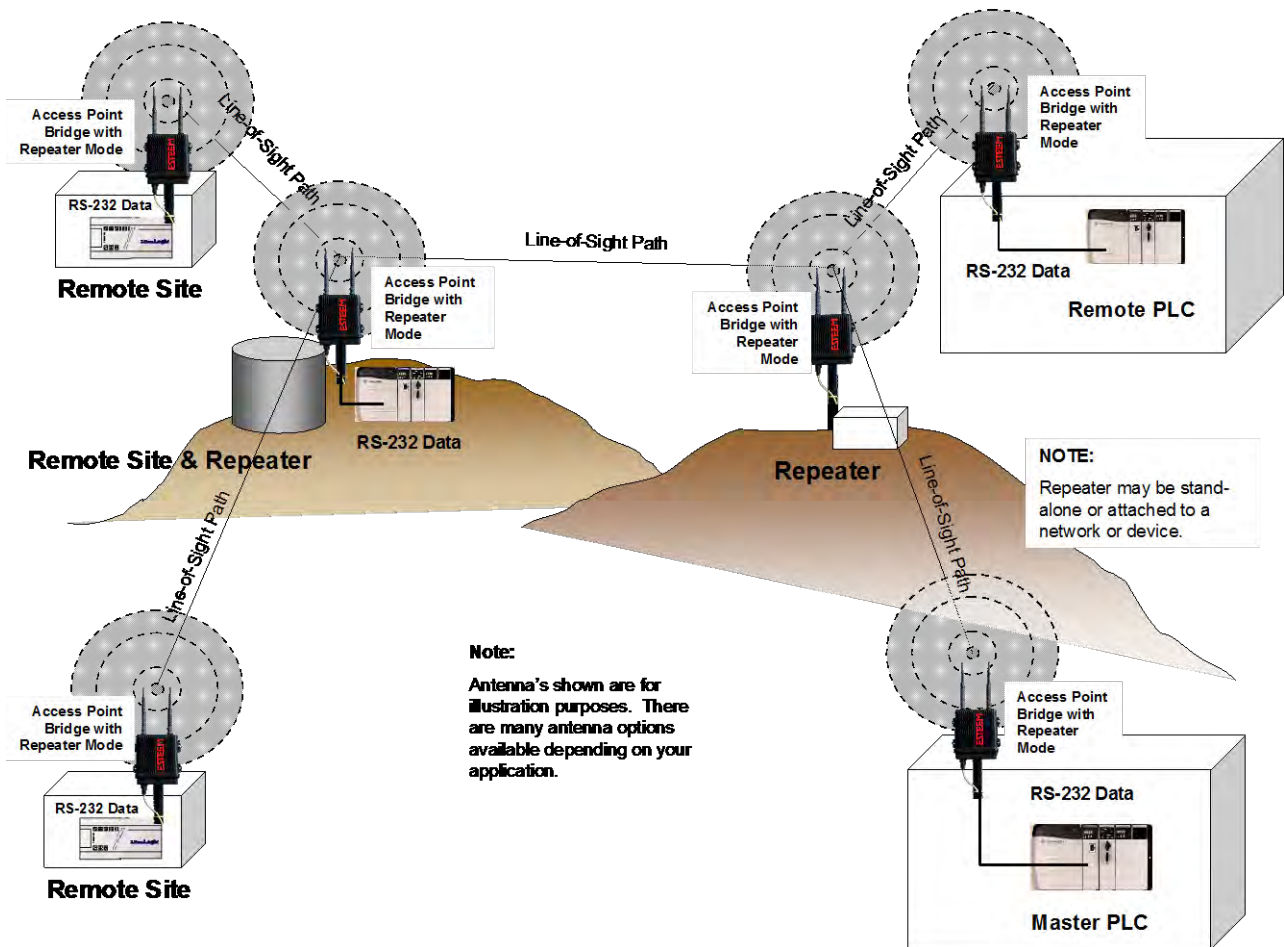 Access Point
Bridge with
Repeater Mode
ESTEEM
RS-232 Data
Remote Site
Line-of-Sight Path
Access Point
Bridge with
Repeater
Mode
ESTEEM
RS-232 Data
Remote Site & Repeater
Line-of-Sight Path
Access Point
Bridge with
Repeater
Mode
ESTEEM
Repeater
Line-of-Sight Path
Access Point
Bridge with
Repeater
Mode
ESTEEM
RS-232 Data
Remote PLC
NOTE:
Repeater may be stand-
alone or attached to a
network or device.
Line-of-Sight Path
Line-of-Sight Path
Access Point
Bridge with
Repeater Mode
ESTEEM
RS-232 Data
Remote Site
Note:
Antenna's shown are for
illustration purposes. There
are many antenna options
available depending on your
application.
Access Point
Bridge with
Repeater
Mode
ESTEEM
RS-232 Data
Master PLC